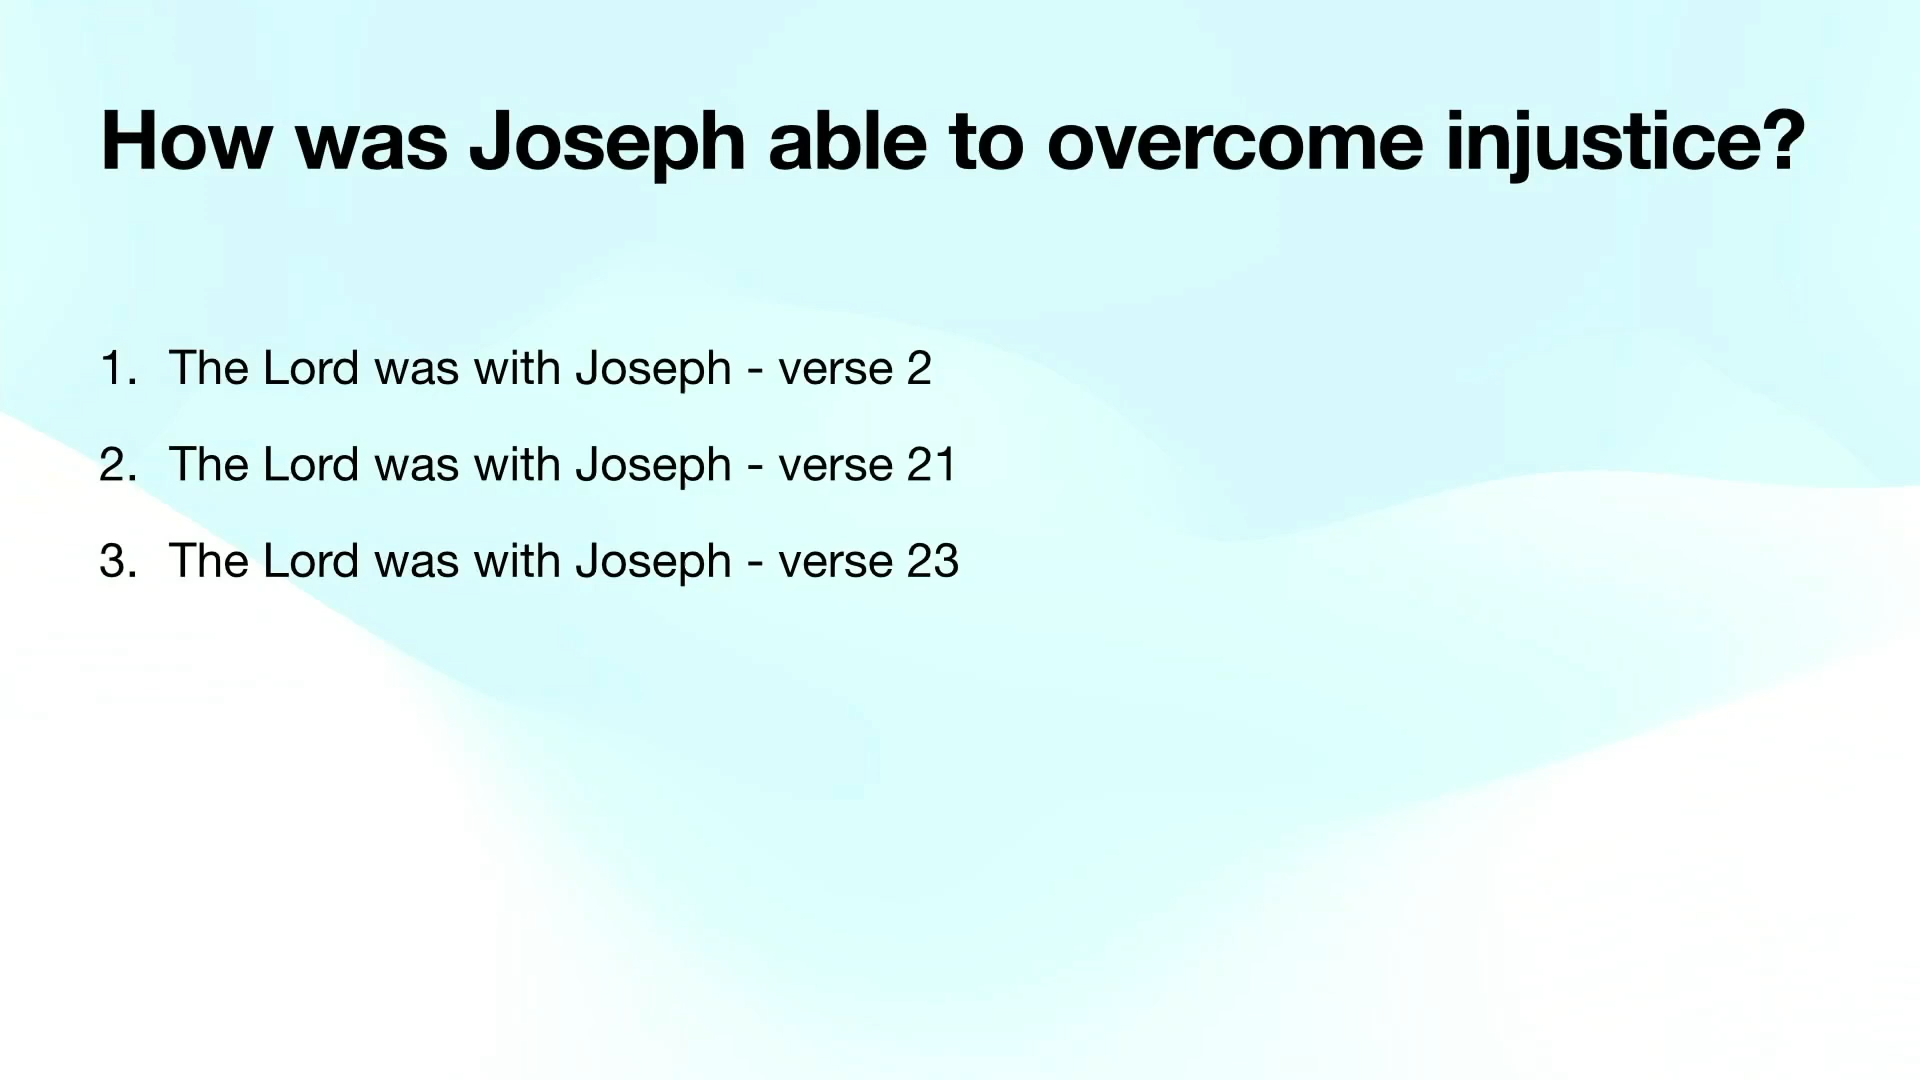 How was Joseph able to overcome injustice?
1. The Lord was with Joseph - verse 2
2. The Lord was with Joseph - verse 21
3. The Lord was with Joseph - verse 23